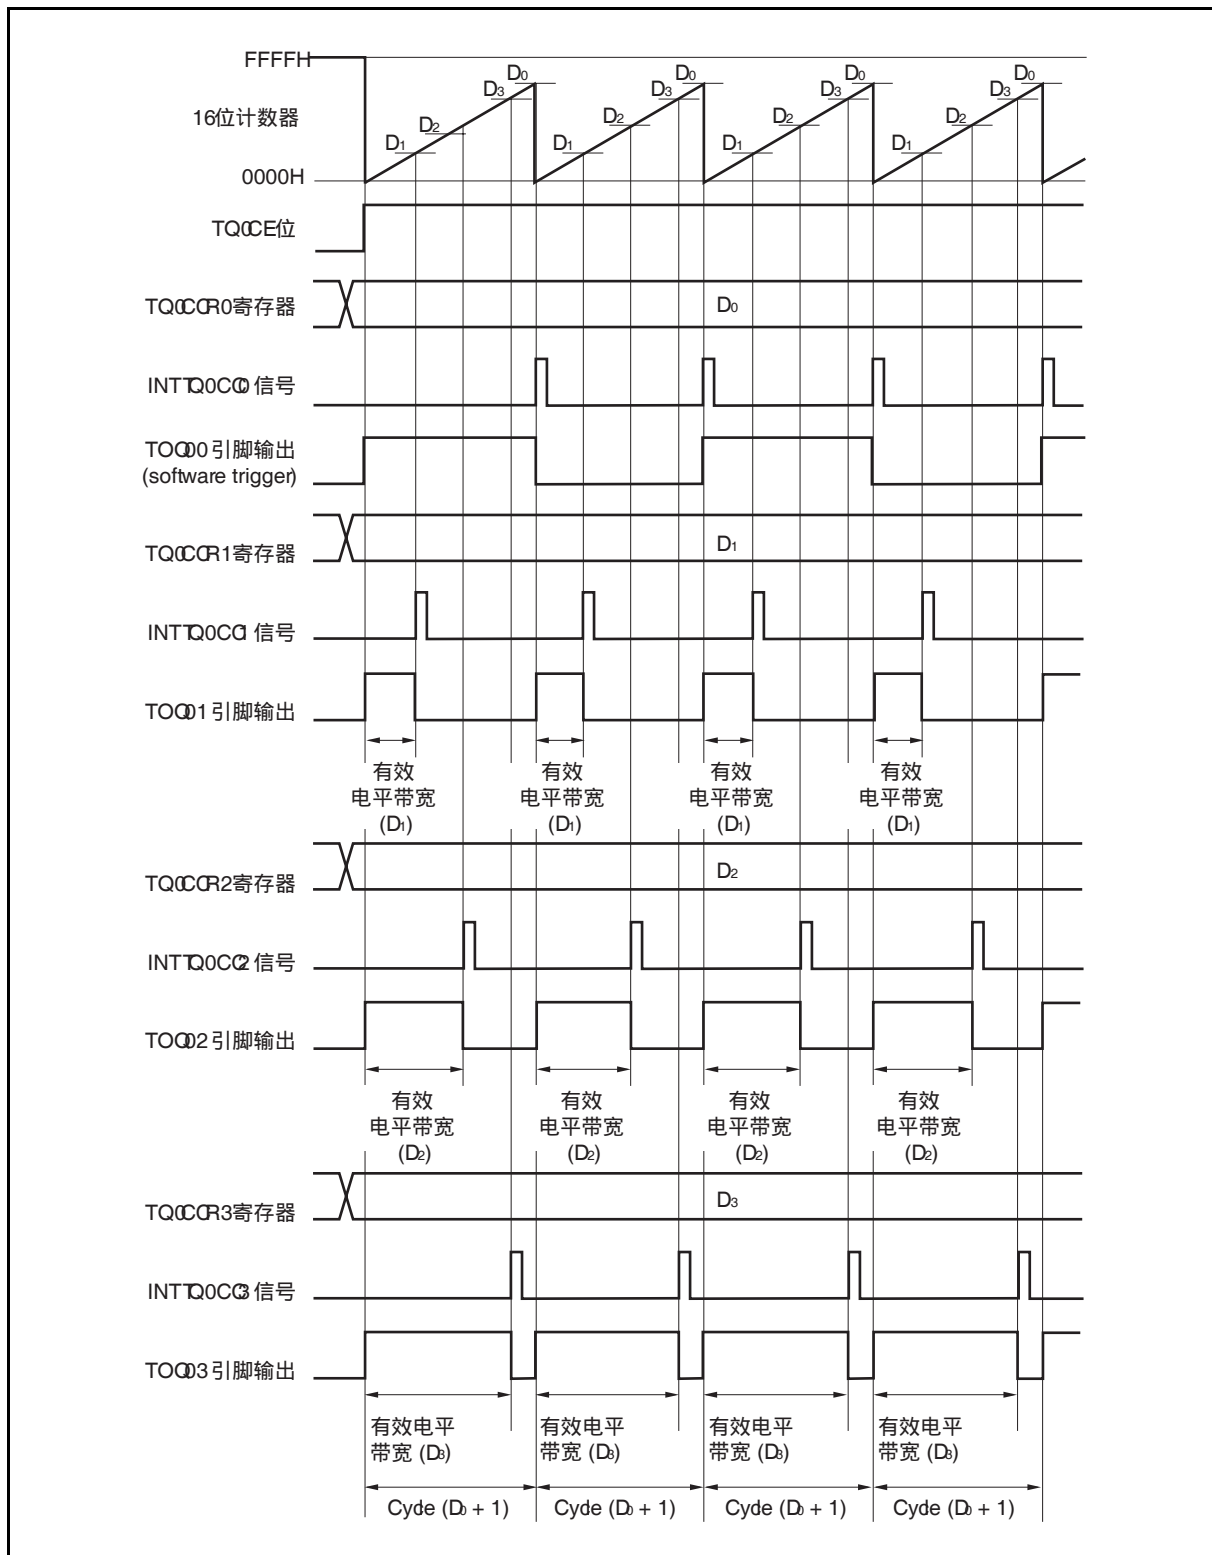 FFFFH
D0 D0 D0 D0
D3 D3 D3 D3
16位计数器
D2 D2 D2 D2
D1 D1 D1 D1
0000H
TQ0CE位
TQ0CCR0寄存器
D0
INTTQ0CC0 信号
TOQ00 引脚输出
(software trigger)
TQ0CCR1寄存器
D1
INTTQ0CC1 信号
TOQ01 引脚输出
有效 有效 有效 有效
电平带宽 电平带宽 电平带宽 电平带宽
(D1) (D1) (D1) (D1)
TQ0CCR2寄存器
D2
INTTQ0CC2 信号
TOQ02 引脚输出
有效 有效 有效 有效
电平带宽 电平带宽 电平带宽 电平带宽
(D2) (D2) (D2) (D2)
TQ0CCR3寄存器
D3
INTTQ0CC3 信号
TOQ03 引脚输出
有效电平 有效电平 有效电平 有效电平
带宽 (D3) 带宽 (D3) 带宽 (D3) 带宽 (D3)
Cycle (D0 + 1) Cycle (D0 + 1) Cycle (D0 + 1) Cycle (D0 + 1)